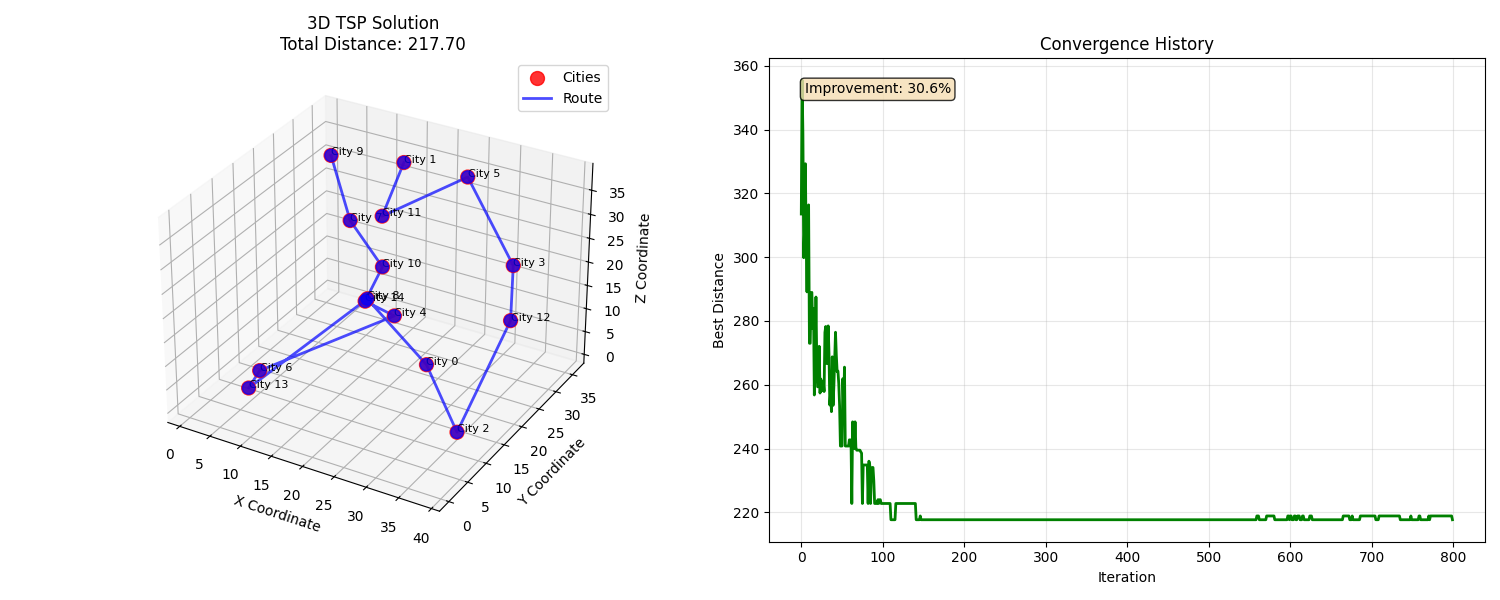 3D TSP Solution
Total Distance: 217.70
Cities
Route
City 9
City 1
City 5
City
City 11
City 10
City 3
City 14
City 4
City 12
City 0
City 6
City 13
City 2
0 5 10 15 20 25 30 35 40
X Coordinate
0 5 10 15 20 25 30 35
Y Coordinate
35
30
25
20
15
10
5
0
Z Coordinate
Convergence History
Improvement: 30.6%
360
340
320
300
280
260
240
220
Best Distance
0 100 200 300 400 500 600 700 800
Iteration